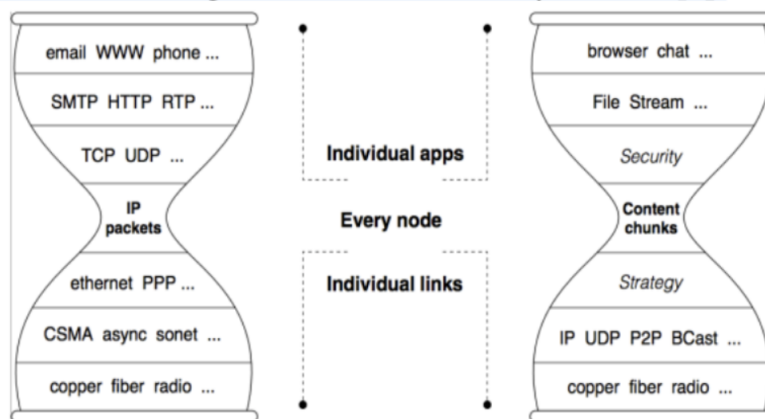 email WWW phone ...
SMTP HTTP RTP ...
TCP UDP ...
IP
packets
ethernet PPP ...
CSMA async sonet ...
copper fiber radio ...
Individual apps
Every node
Individual links
browser chat ...
File Stream ...
Security
Content
chunks
Strategy
IP UDP P2P BCast ...
copper fiber radio ...